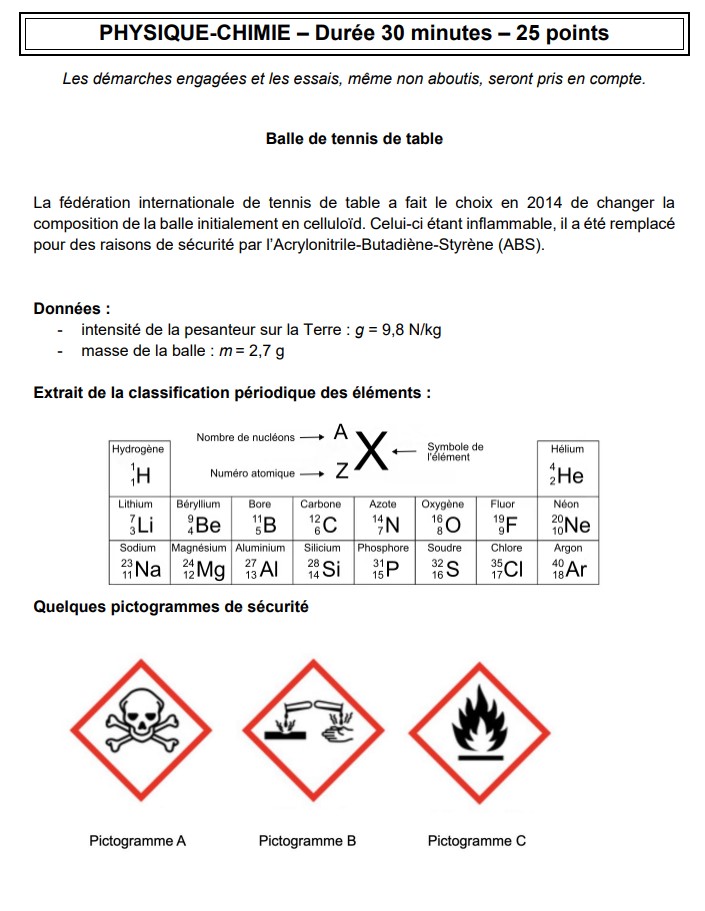 PHYSIQUE-CHIMIE – Durée 30 minutes – 25 points
Les démarches engagées et les essais, même non aboutis, seront pris en compte.
Balle de tennis de table
La fédération internationale de tennis de table a fait le choix en 2014 de changer la
composition de la balle initialement en celluloïd. Celui-ci étant inflammable, il a été remplacé
pour des raisons de sécurité par l'Acrylonitrile-Butadiène-Styrène (ABS).
Données :
- intensité de la pesanteur sur la Terre : g = 9,8 N/kg
- masse de la balle : m = 2,7 g
Extrait de la classification périodique des éléments :
Nombre de nucléons → A
X
← Symbole de
l'élément
Numéro atomique → Z
Hydrogène Hélium
1 1 H 4 2 He
Lithium Béryllium Bore Carbone Azote Oxygène Fluor Néon
7 3 Li 9 4 Be 11 5 B 12 6 C 14 7 N 16 8 O 19 9 F 20 10 Ne
Sodium Magnésium Aluminium Silicium Phosphore Soudre Chlore Argon
23 11 Na 24 12 Mg 27 13 Al 28 14 Si 31 15 P 32 16 S 35 17 Cl 40 18 Ar
Quelques pictogrammes de sécurité
Pictogramme A Pictogramme B Pictogramme C